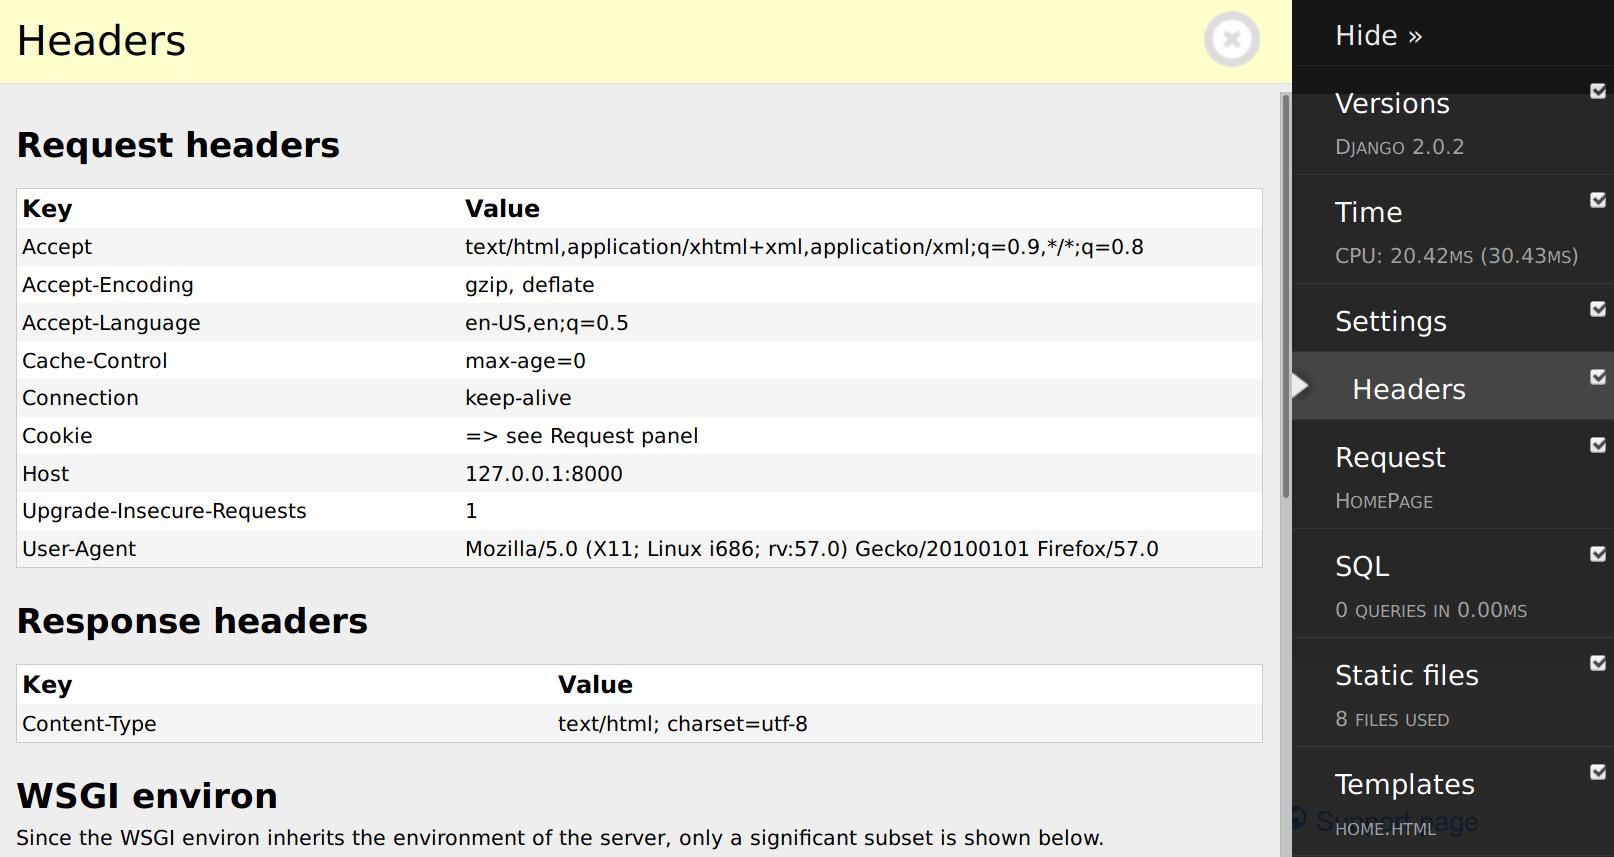 Headers
Request headers
Key Value
Accept text/html,application/xhtml+xml,application/xml;q=0.9,*/*;q=0.8
Accept-Encoding gzip, deflate
Accept-Language en-US,en;q=0.5
Cache-Control max-age=0
Connection keep-alive
Cookie => see Request panel
Host 127.0.0.1:8000
Upgrade-Insecure-Requests 1
User-Agent Mozilla/5.0 (X11; Linux i686; rv:57.0) Gecko/20100101 Firefox/57.0
Response headers
Key Value
Content-Type text/html; charset=utf-8
WSGI environ
Since the WSGI environ inherits the environment of the server, only a significant subset is shown below.
Hide »
Versions
Django 2.0.2
Time
CPU: 20.42ms (30.43ms)
Settings
Headers
Request
HomePage
SQL
0 queries in 0.00ms
Static files
8 files used
Templates
home.html
Support page